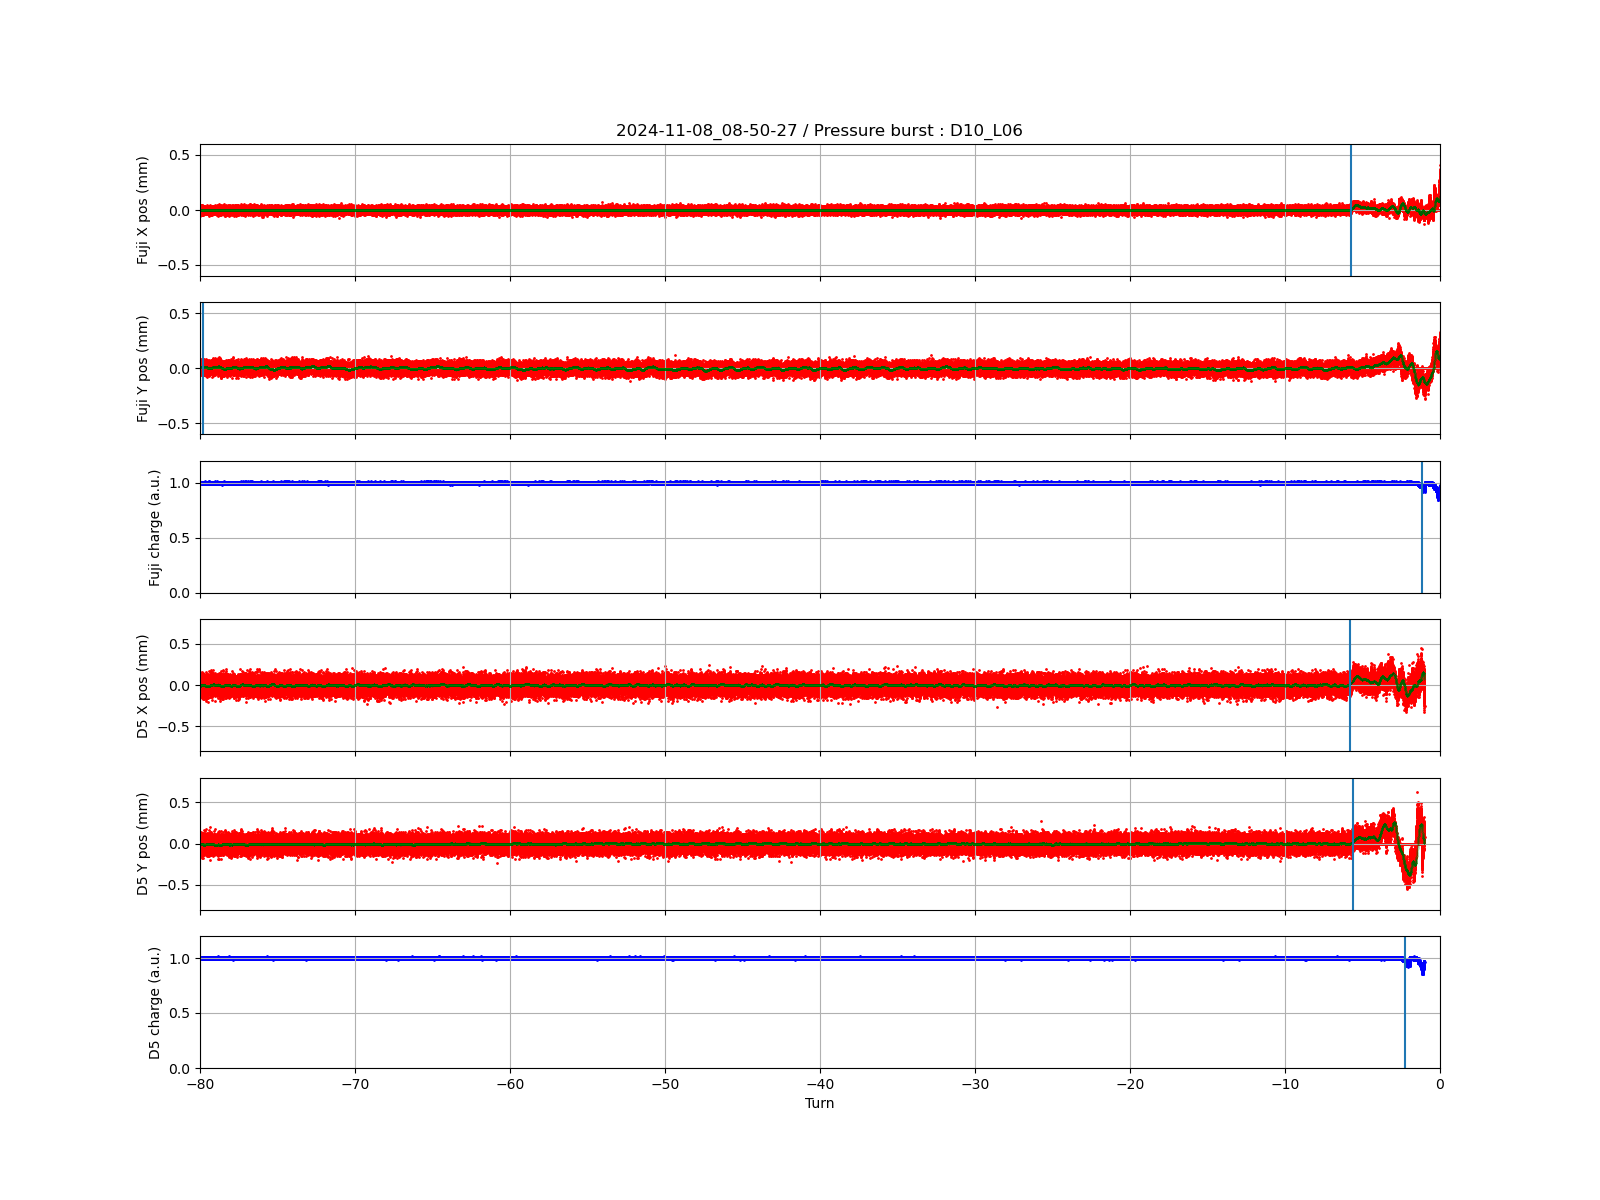 2024-11-08_08-50-27 / Pressure burst : D10_L06
Fuji X pos (mm)
0.5
0.0
−0.5
Fuji Y pos (mm)
0.5
0.0
−0.5
Fuji charge (a.u.)
1.0
0.5
0.0
D5 X pos (mm)
0.5
0.0
−0.5
D5 Y pos (mm)
0.5
0.0
−0.5
D5 charge (a.u.)
1.0
0.5
0.0
−80 −70 −60 −50 −40 −30 −20 −10 0
Turn